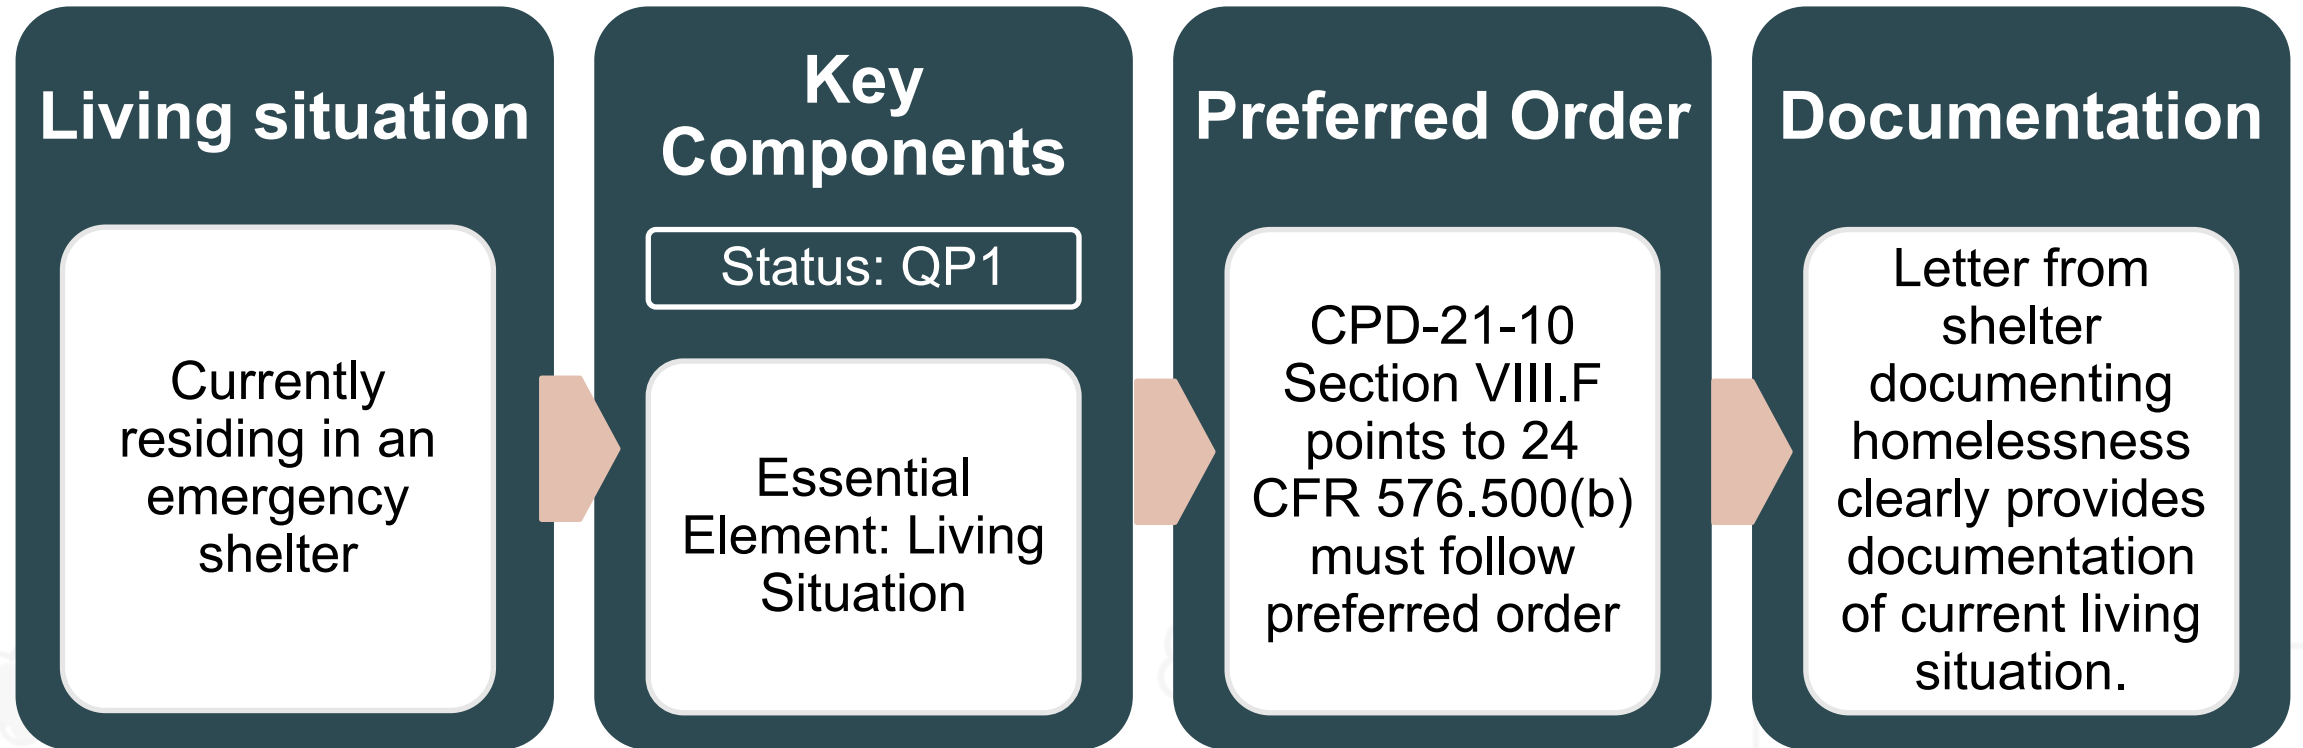 Living situation
Currently
residing in an
emergency
shelter
Key
Components
Status: QP1
Essential
Element: Living
Situation
Preferred Order
CPD-21-10
Section VIII.F
points to 24
CFR 576.500(b)
must follow
preferred order
Documentation
Letter from
shelter
documenting
homelessness
clearly provides
documentation
of current living
situation.